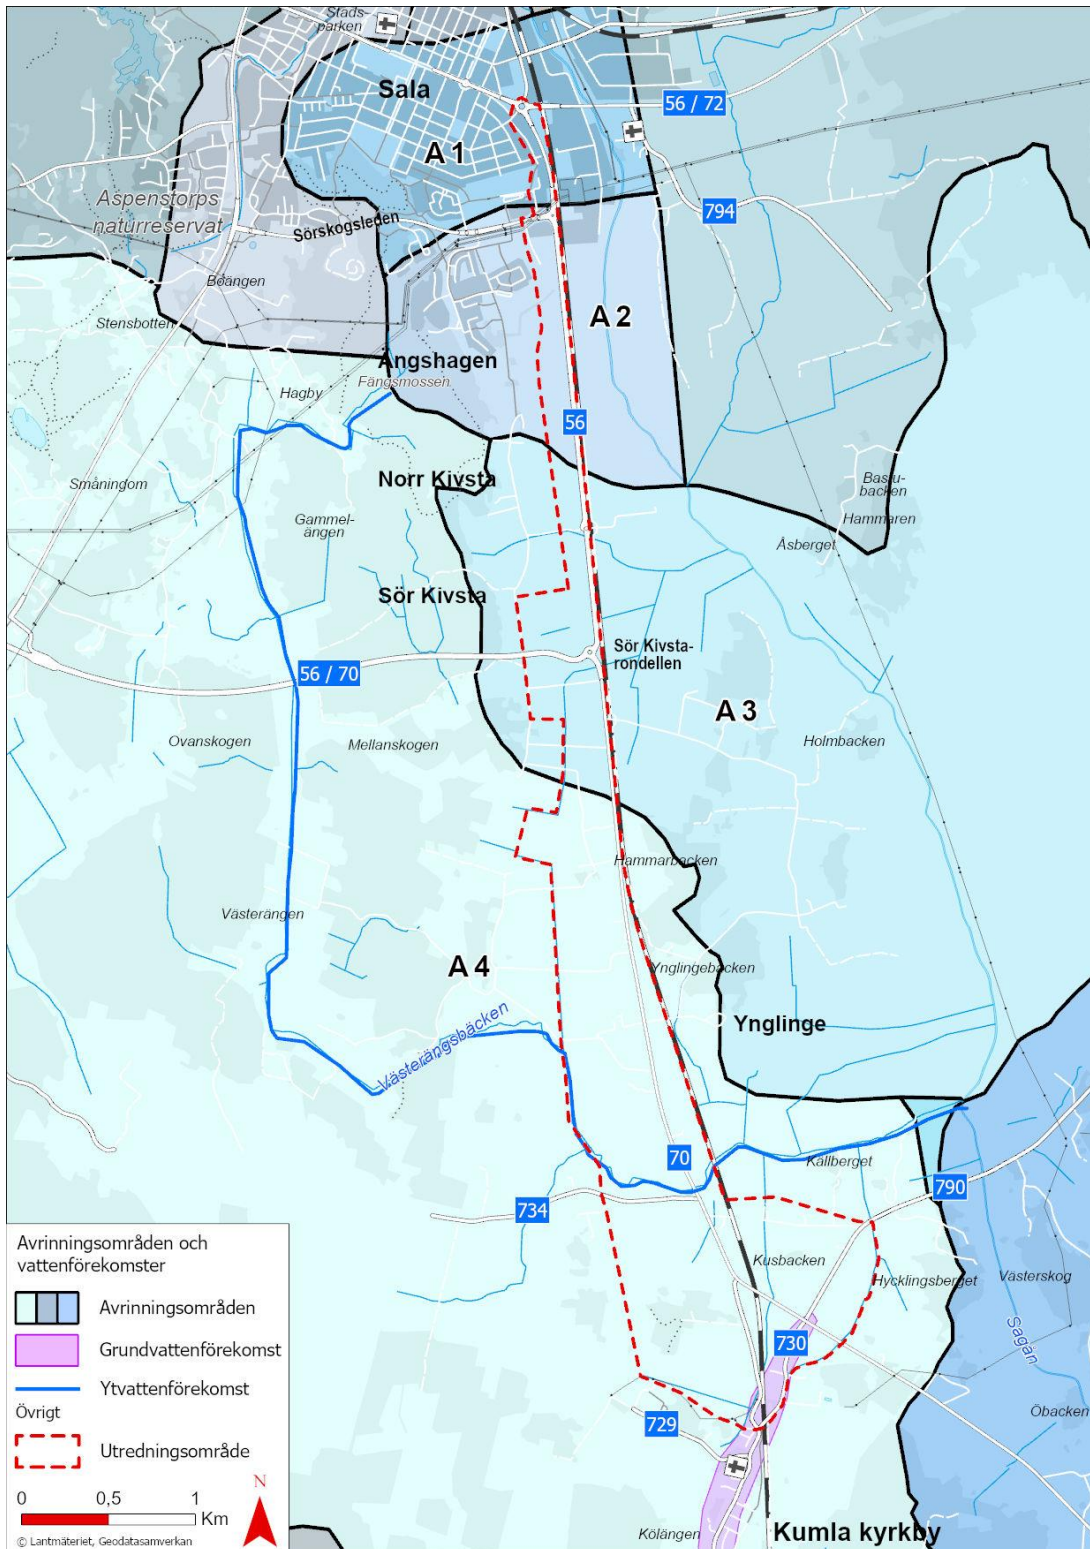 Stads-
parken
Sala
56 / 72
A 1
794
Aspenstorps
naturreservat
Sörskogsleden
Boängen
Stensbotten
A 2
Ängshagen
Fängsmossen
Hagby
56
Norr Kivsta
Småningdom
Bastu-
backen
Hammaren
Gammel-
ängen
Åsberget
Sör Kivsta
Sör Kivsta-
rondellen
56 / 70
A 3
Ovanskogen
Mellanskogen
Holmbacken
Hammarbacken
Västerängen
A 4
Ynglingebacken
Ynglinge
Västerängsbäcken
70
Källberget
790
734
Kusbacken
Hycklingsberget
Västerskog
Sagån
730
729
Öbacken
Kölängen
Kumla kyrkby
Avrinningsområden och
vattenförekomster
Avrinningsområden
Grundvattenförekomst
Ytvattenförekomst
Övrigt
Utredningsområde
N
0 0,5 1
Km
© Lantmäteriet, Geodatasamverkan